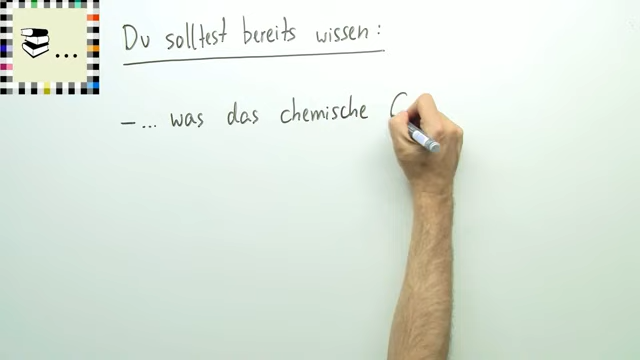 Du solltest bereits wissen:
-... was das chemische